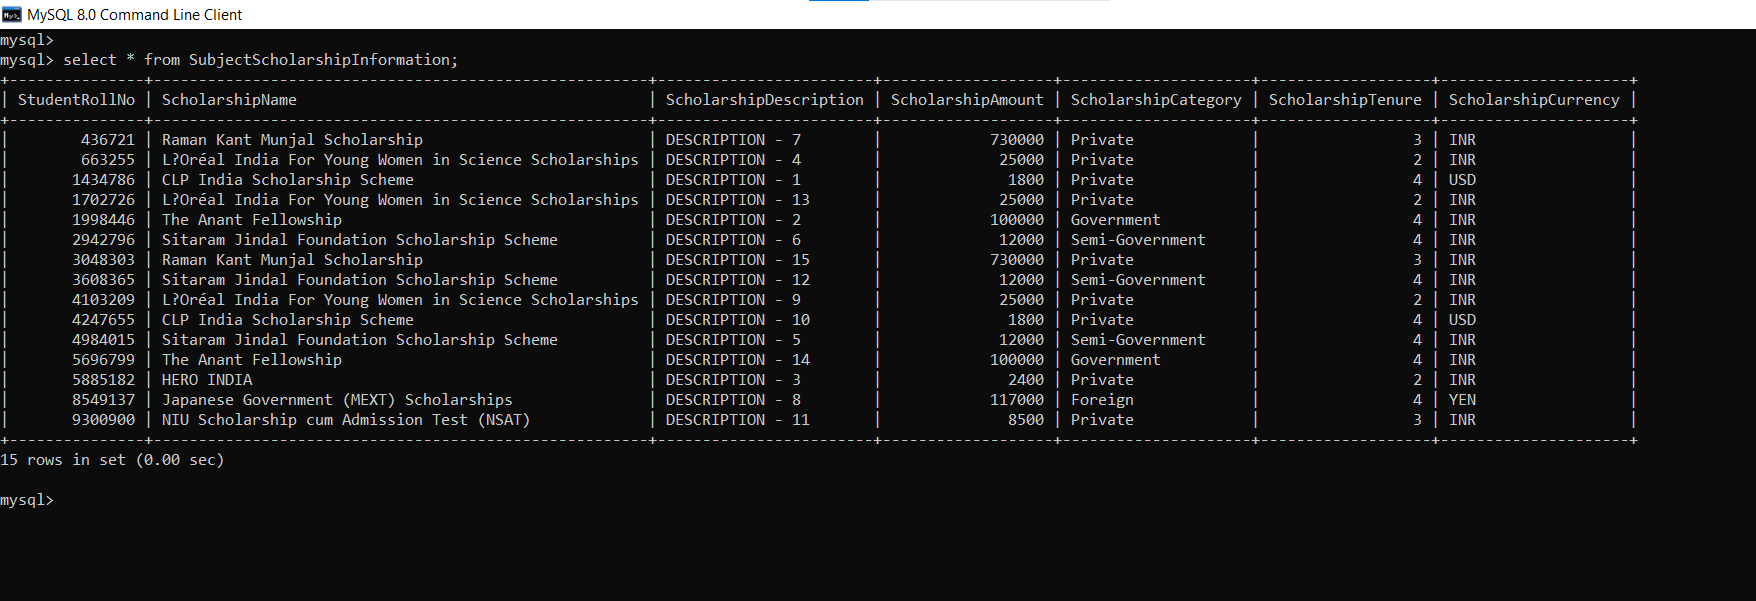 MySQL 8.0 Command Line Client
mysql>
mysql> select * from SubjectScholarshipInformation;
+---------------+-------------------------------------------------------+------------------------+-------------------+---------------------+-------------------+---------------------+
| StudentRollNo | ScholarshipName                                       | ScholarshipDescription | ScholarshipAmount | ScholarshipCategory | ScholarshipTenure | ScholarshipCurrency |
+---------------+-------------------------------------------------------+------------------------+-------------------+---------------------+-------------------+---------------------+
|        436721 | Raman Kant Munjal Scholarship                         | DESCRIPTION - 7        |            730000 | Private             |                 3 | INR                 |
|        663255 | L?Oréal India For Young Women in Science Scholarships | DESCRIPTION - 4        |             25000 | Private             |                 2 | INR                 |
|       1434786 | CLP India Scholarship Scheme                          | DESCRIPTION - 1        |              1800 | Private             |                 4 | USD                 |
|       1702726 | L?Oréal India For Young Women in Science Scholarships | DESCRIPTION - 13       |             25000 | Private             |                 2 | INR                 |
|       1998446 | The Anant Fellowship                                  | DESCRIPTION - 2        |            100000 | Government          |                 4 | INR                 |
|       2942796 | Sitaram Jindal Foundation Scholarship Scheme          | DESCRIPTION - 6        |             12000 | Semi-Government     |                 4 | INR                 |
|       3048303 | Raman Kant Munjal Scholarship                         | DESCRIPTION - 15       |            730000 | Private             |                 3 | INR                 |
|       3608365 | Sitaram Jindal Foundation Scholarship Scheme          | DESCRIPTION - 12       |             12000 | Semi-Government     |                 4 | INR                 |
|       4103209 | L?Oréal India For Young Women in Science Scholarships | DESCRIPTION - 9        |             25000 | Private             |                 2 | INR                 |
|       4247655 | CLP India Scholarship Scheme                          | DESCRIPTION - 10       |              1800 | Private             |                 4 | USD                 |
|       4984015 | Sitaram Jindal Foundation Scholarship Scheme          | DESCRIPTION - 5        |             12000 | Semi-Government     |                 4 | INR                 |
|       5696799 | The Anant Fellowship                                  | DESCRIPTION - 14       |            100000 | Government          |                 4 | INR                 |
|       5885182 | HERO INDIA                                            | DESCRIPTION - 3        |              2400 | Private             |                 2 | INR                 |
|       8549137 | Japanese Government (MEXT) Scholarships               | DESCRIPTION - 8        |            117000 | Foreign             |                 4 | YEN                 |
|       9300900 | NIU Scholarship cum Admission Test (NSAT)             | DESCRIPTION - 11       |              8500 | Private             |                 3 | INR                 |
+---------------+-------------------------------------------------------+------------------------+-------------------+---------------------+-------------------+---------------------+
15 rows in set (0.00 sec)
mysql>